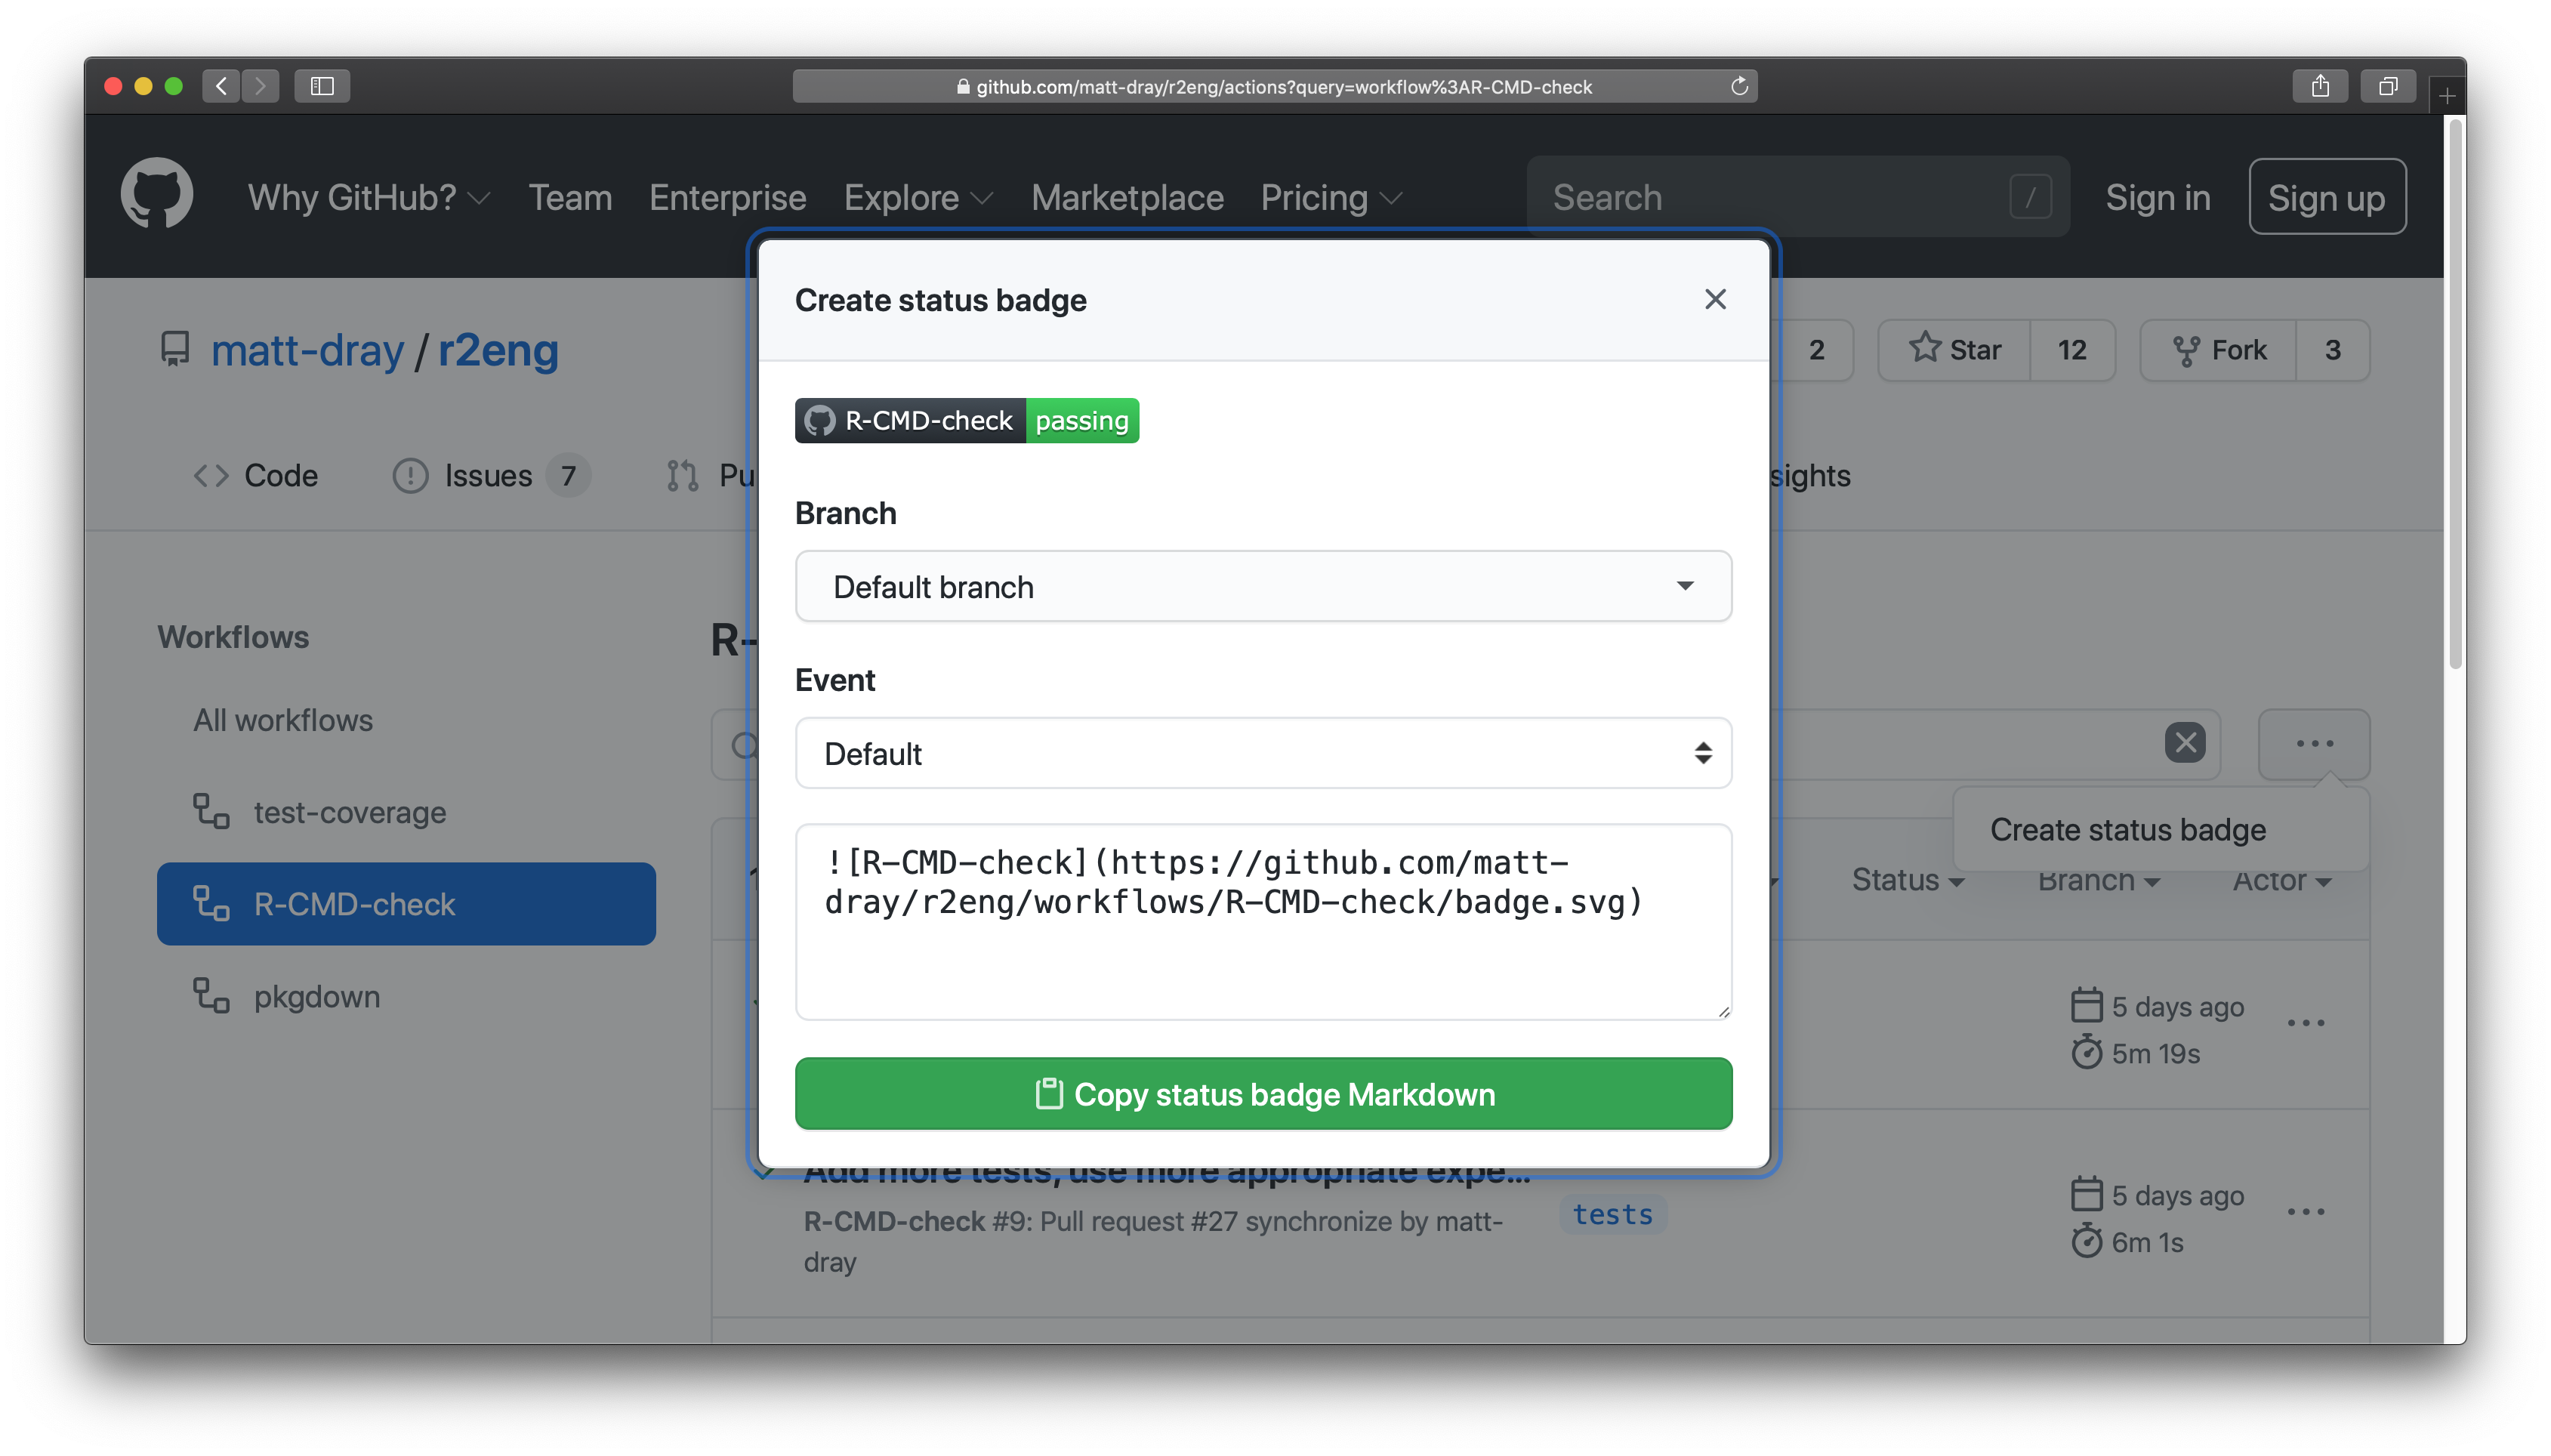 github.com/matt-dray/r2eng/actions?query=workflow%3AR-CMD-check
Why GitHub? Team Enterprise Explore Marketplace Pricing Search / Sign in Sign up
matt-dray / r2eng
2 Star 12 Fork 3
Code Issues 7
Create status badge
R-CMD-check passing
Branch
Default branch
Event
Default
![R-CMD-check](https://github.com/matt-
dray/r2eng/workflows/R-CMD-check/badge.svg)
Copy status badge Markdown
Workflows
All workflows
test-coverage
R-CMD-check
pkgdown
Create status badge
Status Branch Actor
5 days ago
5m 19s
Add more tests, use more appropriate expe...
R-CMD-check #9: Pull request #27 synchronize by matt-
dray
tests
5 days ago
6m 1s